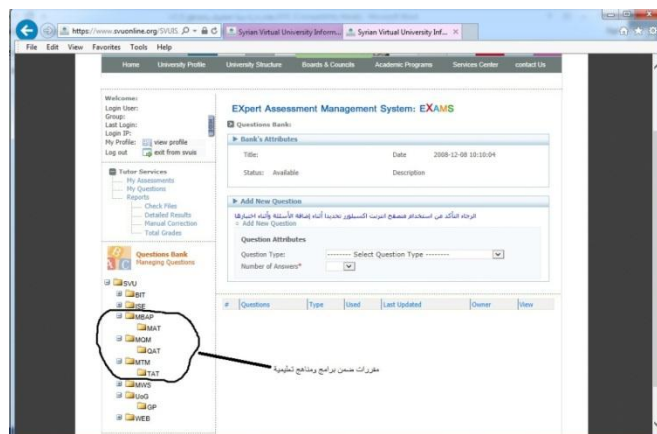 https://www.svuonline.org/SVUIS
Syrian Virtual University Inform...
Syrian Virtual University Inf...
File Edit View Favorites Tools Help
Home University Profile University Structure Boards & Councils Academic Programs Services Center contact Us
Welcome:
Login User:
Group:
Last Login:
Login IP:
My Profile: view profile
Log out exit from svuis
Tutor Services
My Assessments
My Questions
Reports
Check Files
Detailed Results
Manual Correction
Total Grades
Questions Bank
Managing Questions
SVU
BIT
ISE
MBAP
MAT
MQM
QAT
MTM
TAT
MWS
UoG
GP
WEB
EXpert Assessment Management System: EXAMS
Questions Bank:
Bank's Attributes
Title: Date 2008-12-08 10:10:04
Status: Available Description
Add New Question
الرجاء التأكد من استخدام متصفح انترنت اكسبلورر تحديدا أثناء إضافة الأسئلة وأثناء اختيارها
Add New Question
Question Attributes
Question Type: -------- Select Question Type --------
Number of Answers*
# Questions Type Used Last Updated Owner View
مقررات ضمن برامج ومناهج تعليمية